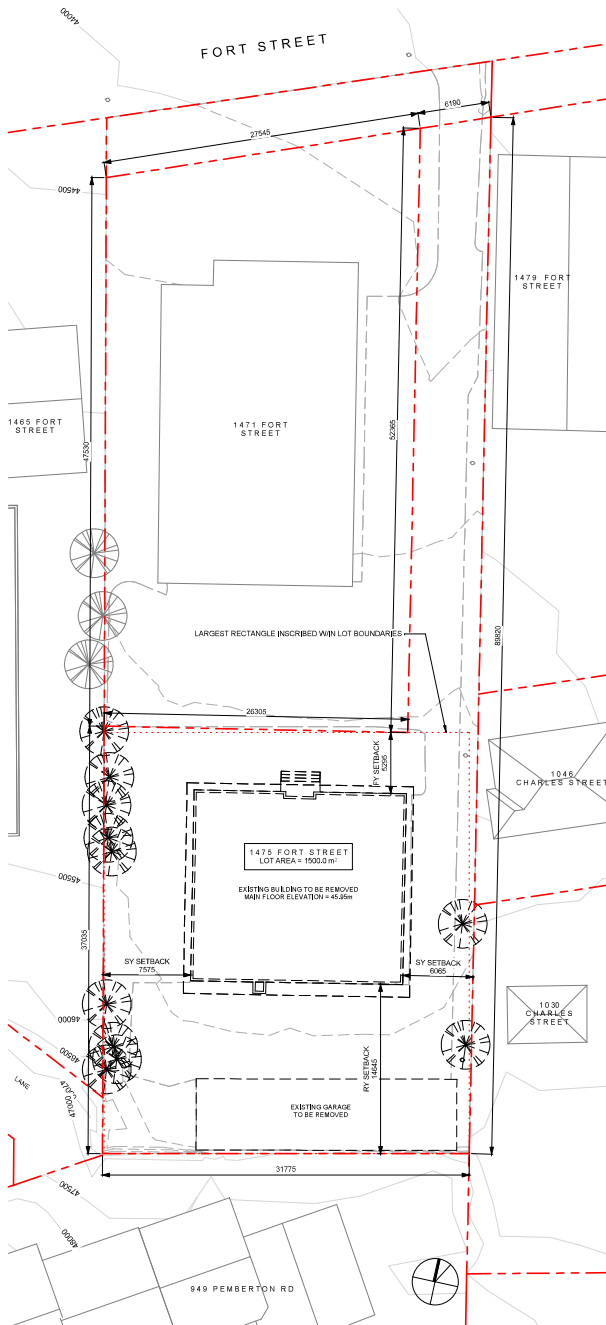 44000
FORT STREET
6190
27545
44500
1479 FORT
STREET
1465 FORT
STREET
1471 FORT
STREET
47530
52365
89820
LARGEST RECTANGLE INSCRIBED W/IN LOT BOUNDARIES
26305
FY SETBACK
5295
1046
CHARLES STREET
1475 FORT STREET
LOT AREA = 1500.0 m²
EXISTING BUILDING TO BE REMOVED
MAIN FLOOR ELEVATION = 45.95m
45500
37035
SY SETBACK
7575
SY SETBACK
6065
46000
1030
CHARLES
STREET
46500
RY SETBACK
14645
LANE
47000
EXISTING GARAGE
TO BE REMOVED
31775
47500
48000
949 PEMBERTON RD